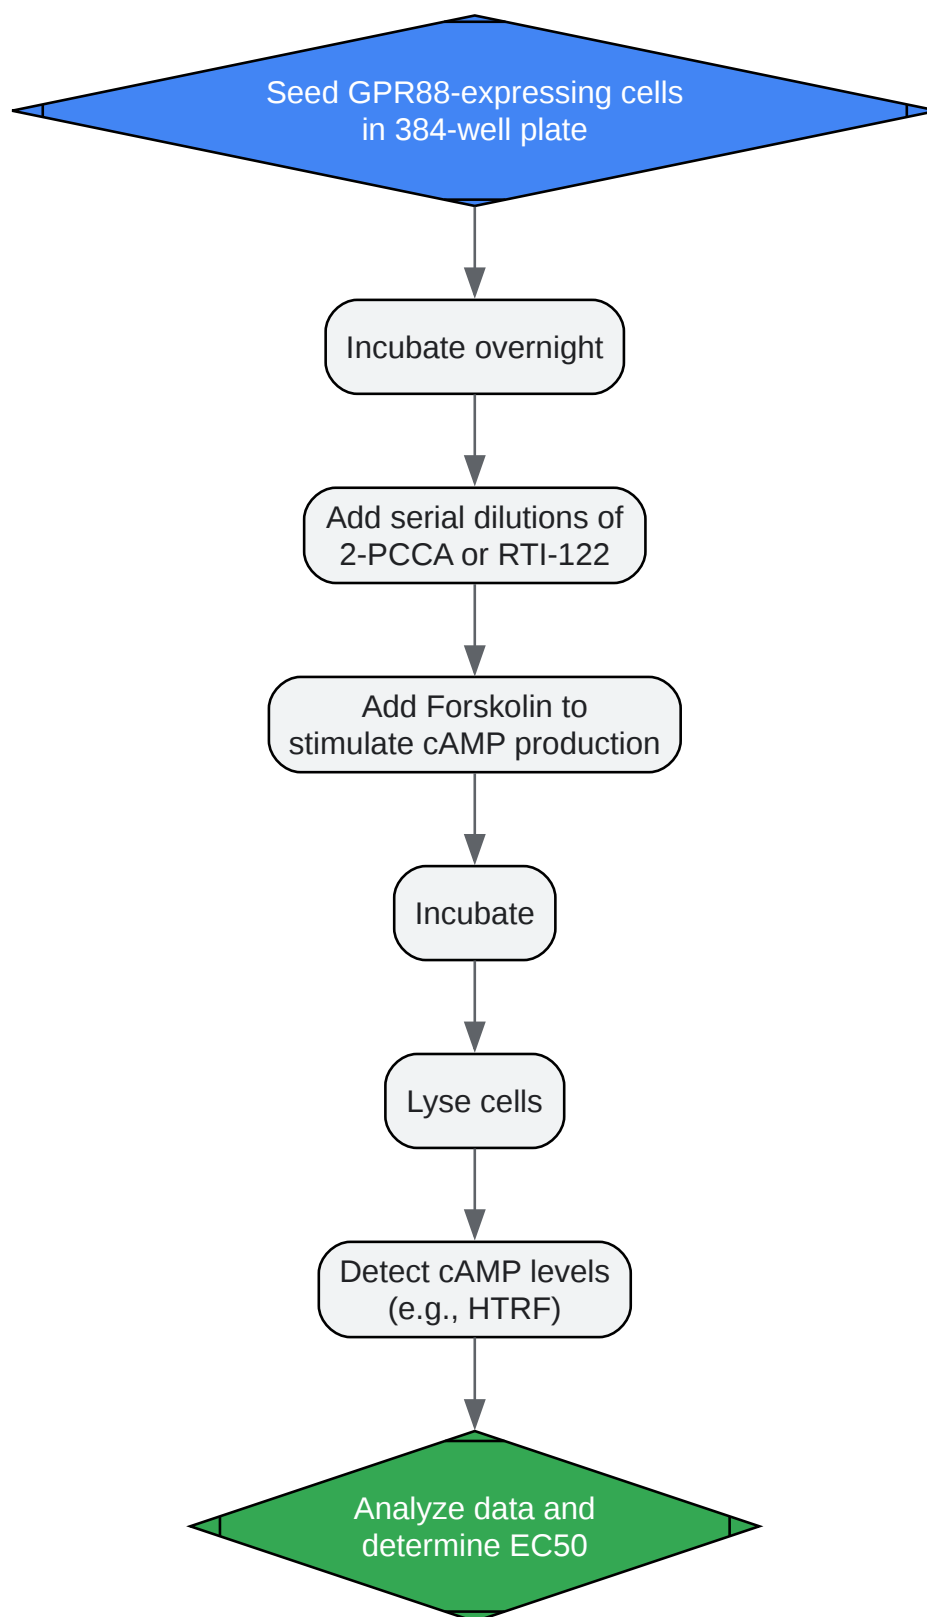 Seed GPR88-expressing cells
in 384-well plate
Incubate overnight
Add serial dilutions of
2-PCCA or RTI-122
Add Forskolin to
stimulate cAMP production
Incubate
Lyse cells
Detect cAMP levels
(e.g., HTRF)
Analyze data and
determine EC50